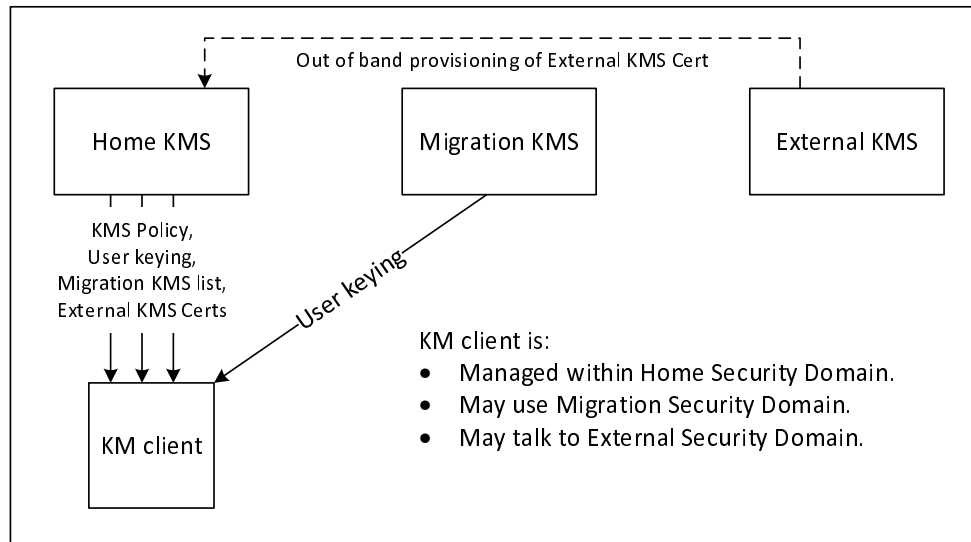 Out of band provisioning of External KMS Cert
Home KMS
Migration KMS
External KMS
KMS Policy,
User keying,
Migration KMS list,
External KMS Certs
User keying
KM client is:
• Managed within Home Security Domain.
• May use Migration Security Domain.
• May talk to External Security Domain.
KM client